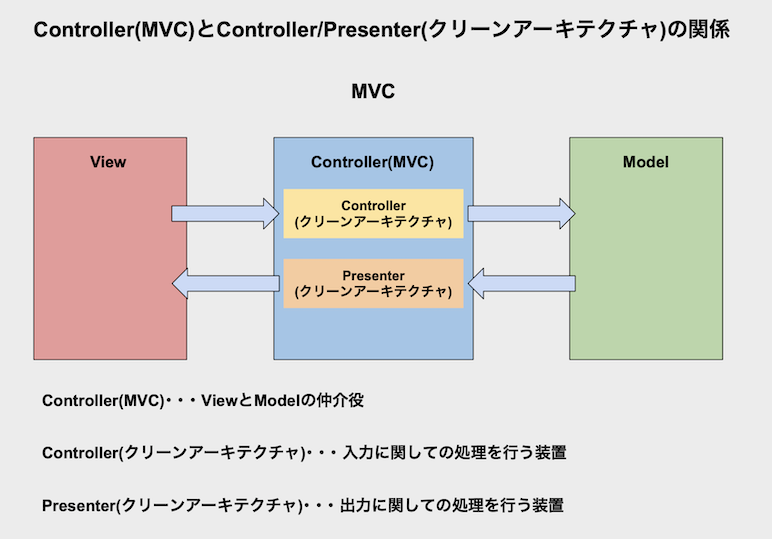 Controller(MVC)とController/Presenter(クリーンアーキテクチャ)の関係
MVC
View
Controller(MVC)
Model
Controller
(クリーンアーキテクチャ)
Presenter
(クリーンアーキテクチャ)
Controller(MVC)・・・ViewとModelの仲介役
Controller(クリーンアーキテクチャ)・・・入力に関しての処理を行う装置
Presenter(クリーンアーキテクチャ)・・・出力に関しての処理を行う装置